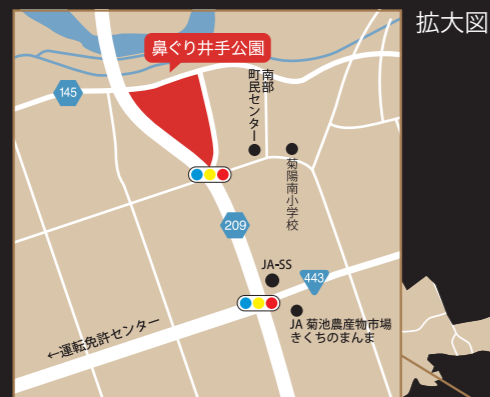 拡大図
鼻ぐり井手公園
145
南部
町民センター
菊陽南小学校
209
JA-SS
443
JA 菊池農産物市場
きくちのまんま
←運転免許センター